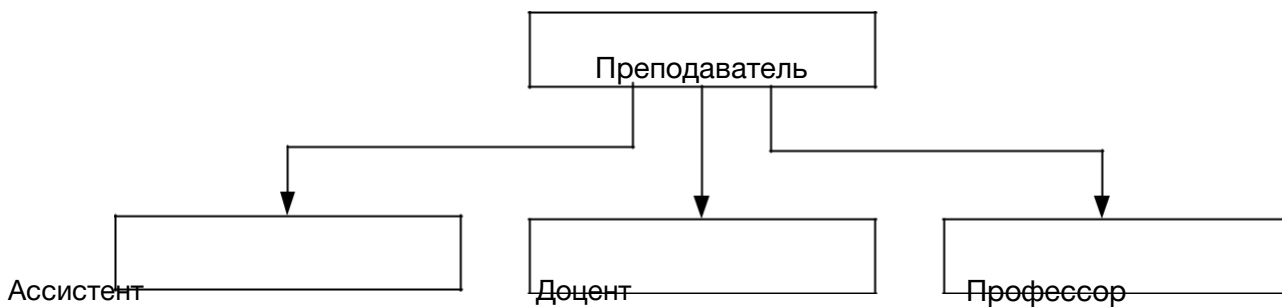 Преподаватель
Ассистент
Доцент
Профессор